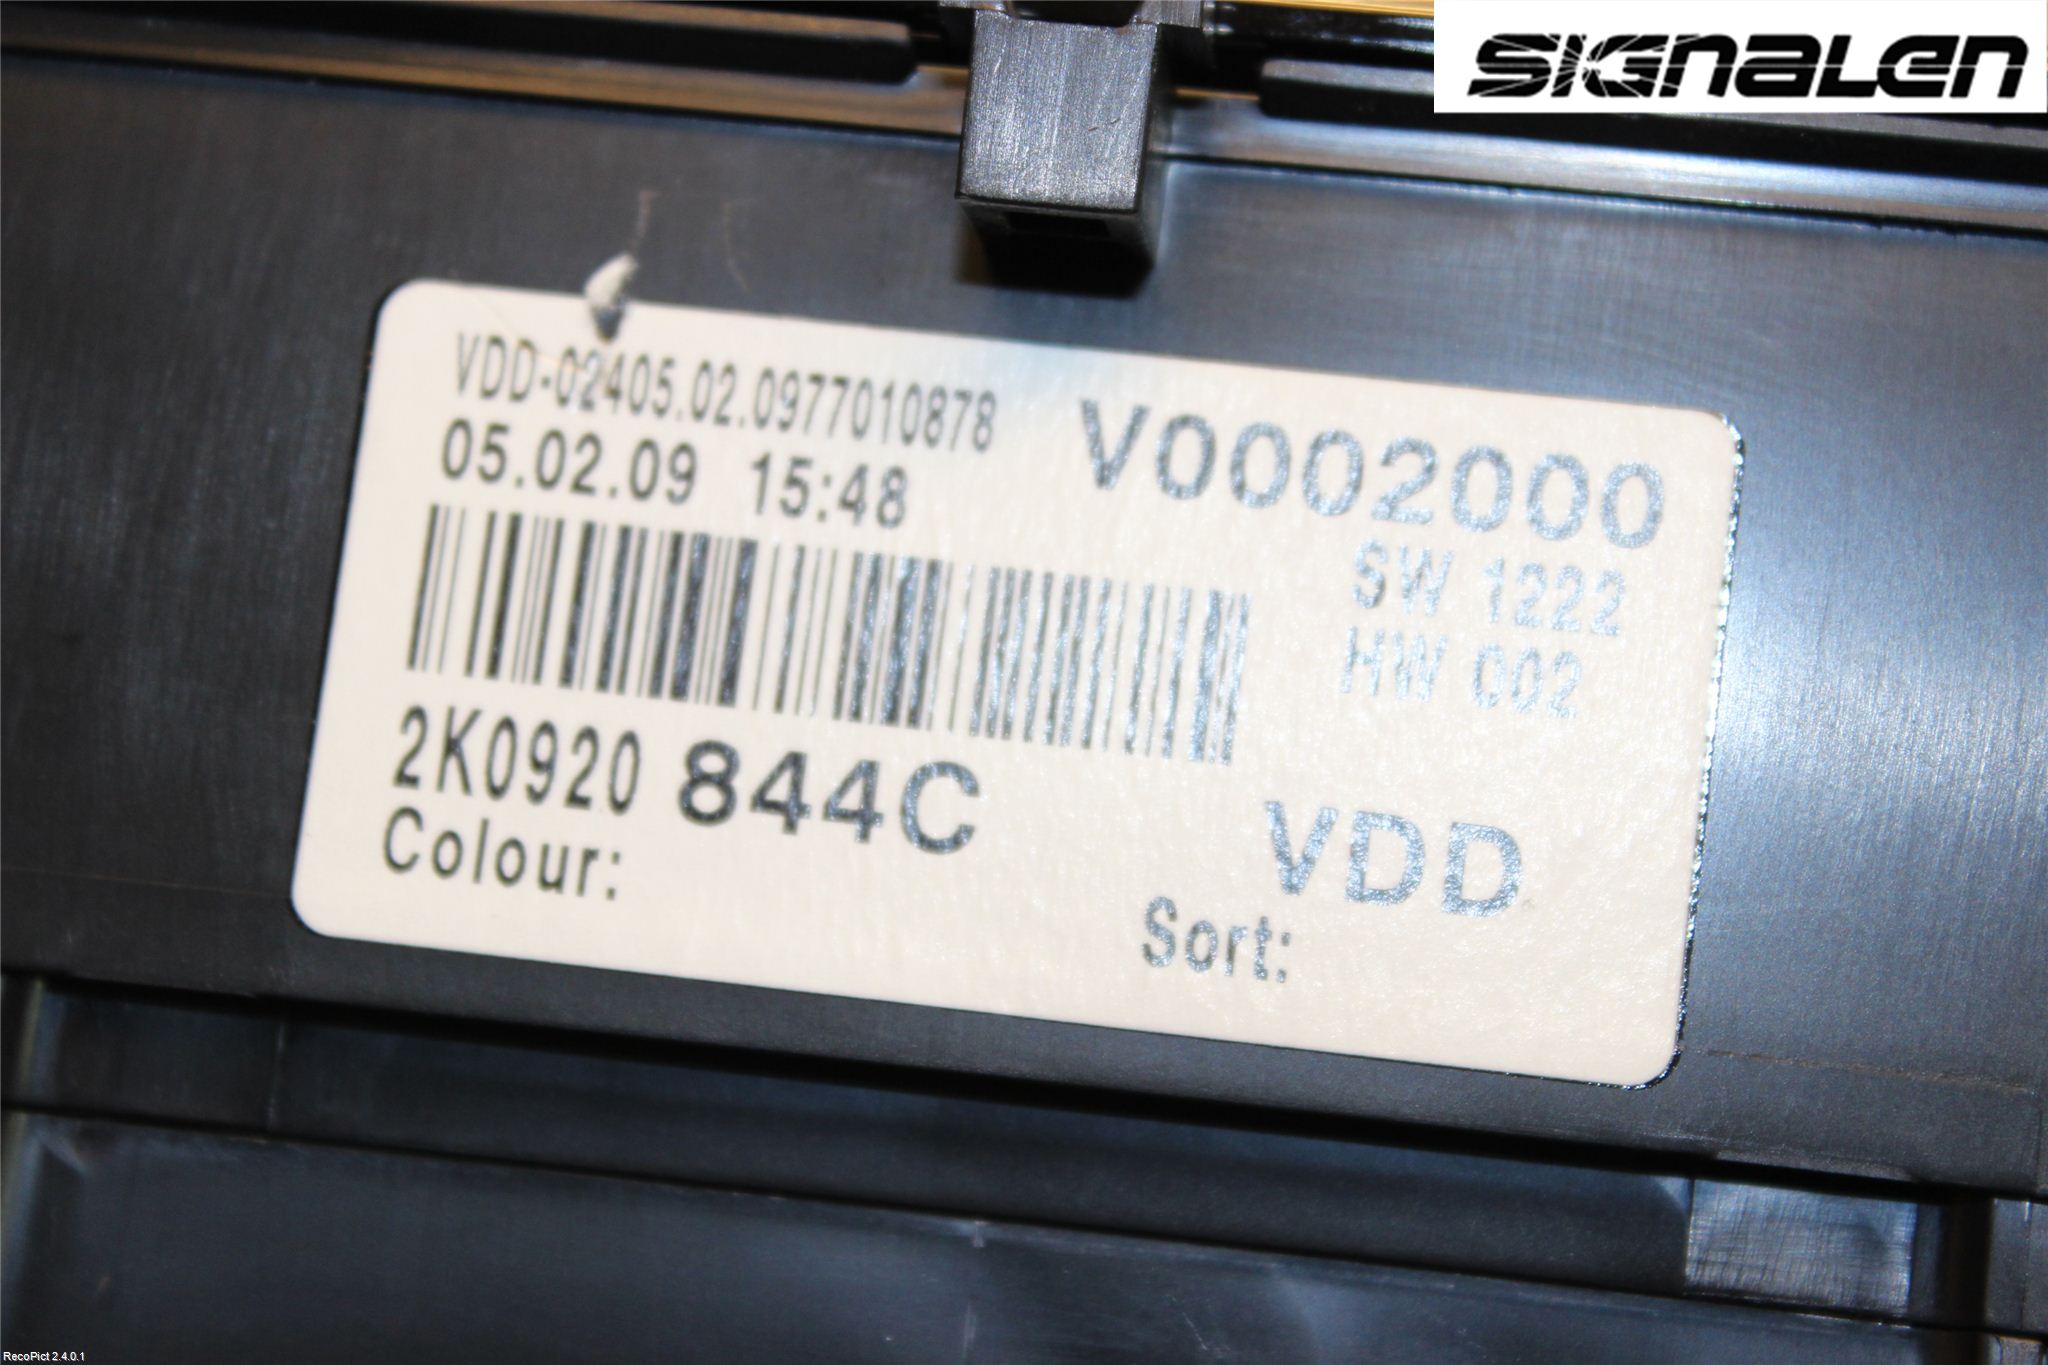 SIGNALEN
VDD-02405.02.0977010878
05.02.09 15:48
V0002000
SW 1222
HW 002
2K0920 844C
Colour:
VDD
Sort:
RecoPict 2.4.0.1